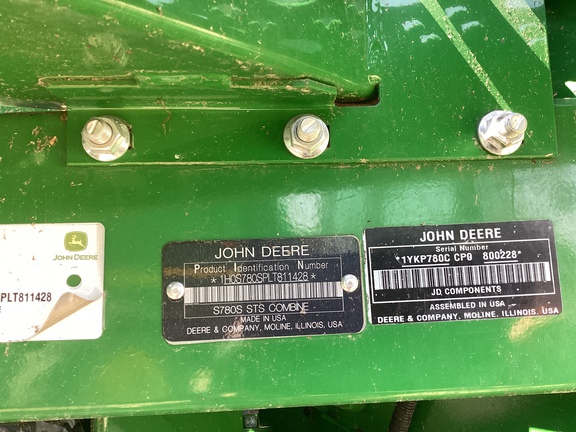 JOHN DEERE
PLT811428
JOHN DEERE
Product Identification Number
*1H0S780SPLT811428*
S780S STS COMBINE
MADE IN USA
DEERE & COMPANY, MOLINE, ILLINOIS, USA
JOHN DEERE
Serial Number
*1YKP780C CP0 800228*
JD COMPONENTS
ASSEMBLED IN USA
DEERE & COMPANY, MOLINE, ILLINOIS, USA